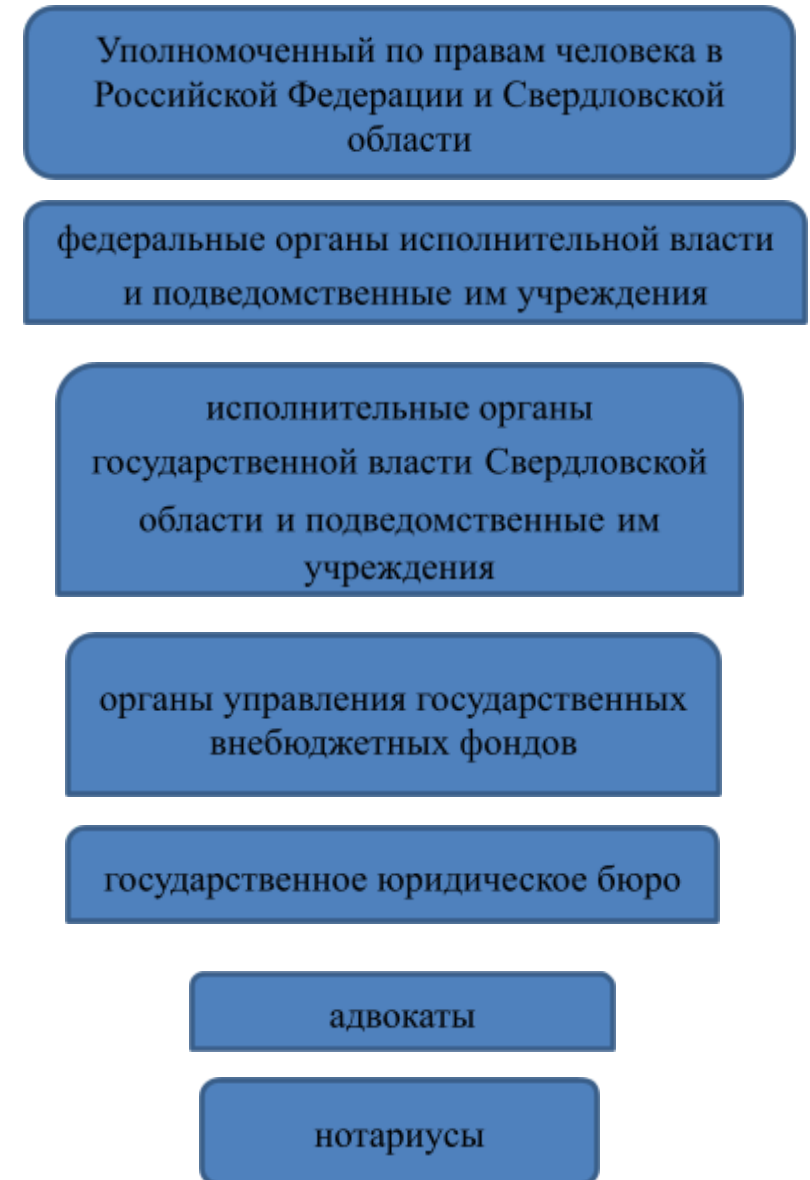 Уполномоченный по правам человека в
Российской Федерации и Свердловской
области
федеральные органы исполнительной власти
и подведомственные им учреждения
исполнительные органы
государственной власти Свердловской
области и подведомственные им
учреждения
органы управления государственных
внебюджетных фондов
государственное юридическое бюро
адвокаты
нотариусы